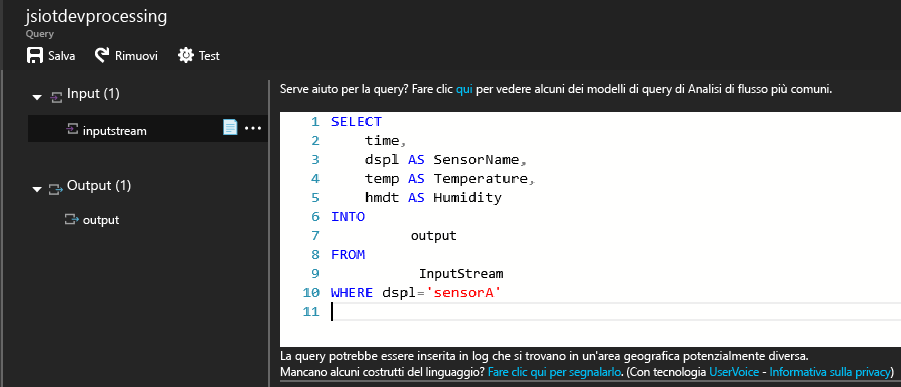 jsiotdevprocessing
Query
Salva Rimuovi Test
Input (1)
inputstream
Output (1)
output
Serve aiuto per la query? Fare clic qui per vedere alcuni dei modelli di query di Analisi di flusso più comuni.
1 SELECT
2 time,
3 dspl AS SensorName,
4 temp AS Temperature,
5 hmdt AS Humidity
6 INTO
7 output
8 FROM
9 InputStream
10 WHERE dspl='sensorA'
11
La query potrebbe essere inserita in log che si trovano in un'area geografica potenzialmente diversa.
Mancano alcuni costrutti del linguaggio? Fare clic qui per segnalarlo. (Con tecnologia UserVoice - Informativa sulla privacy)